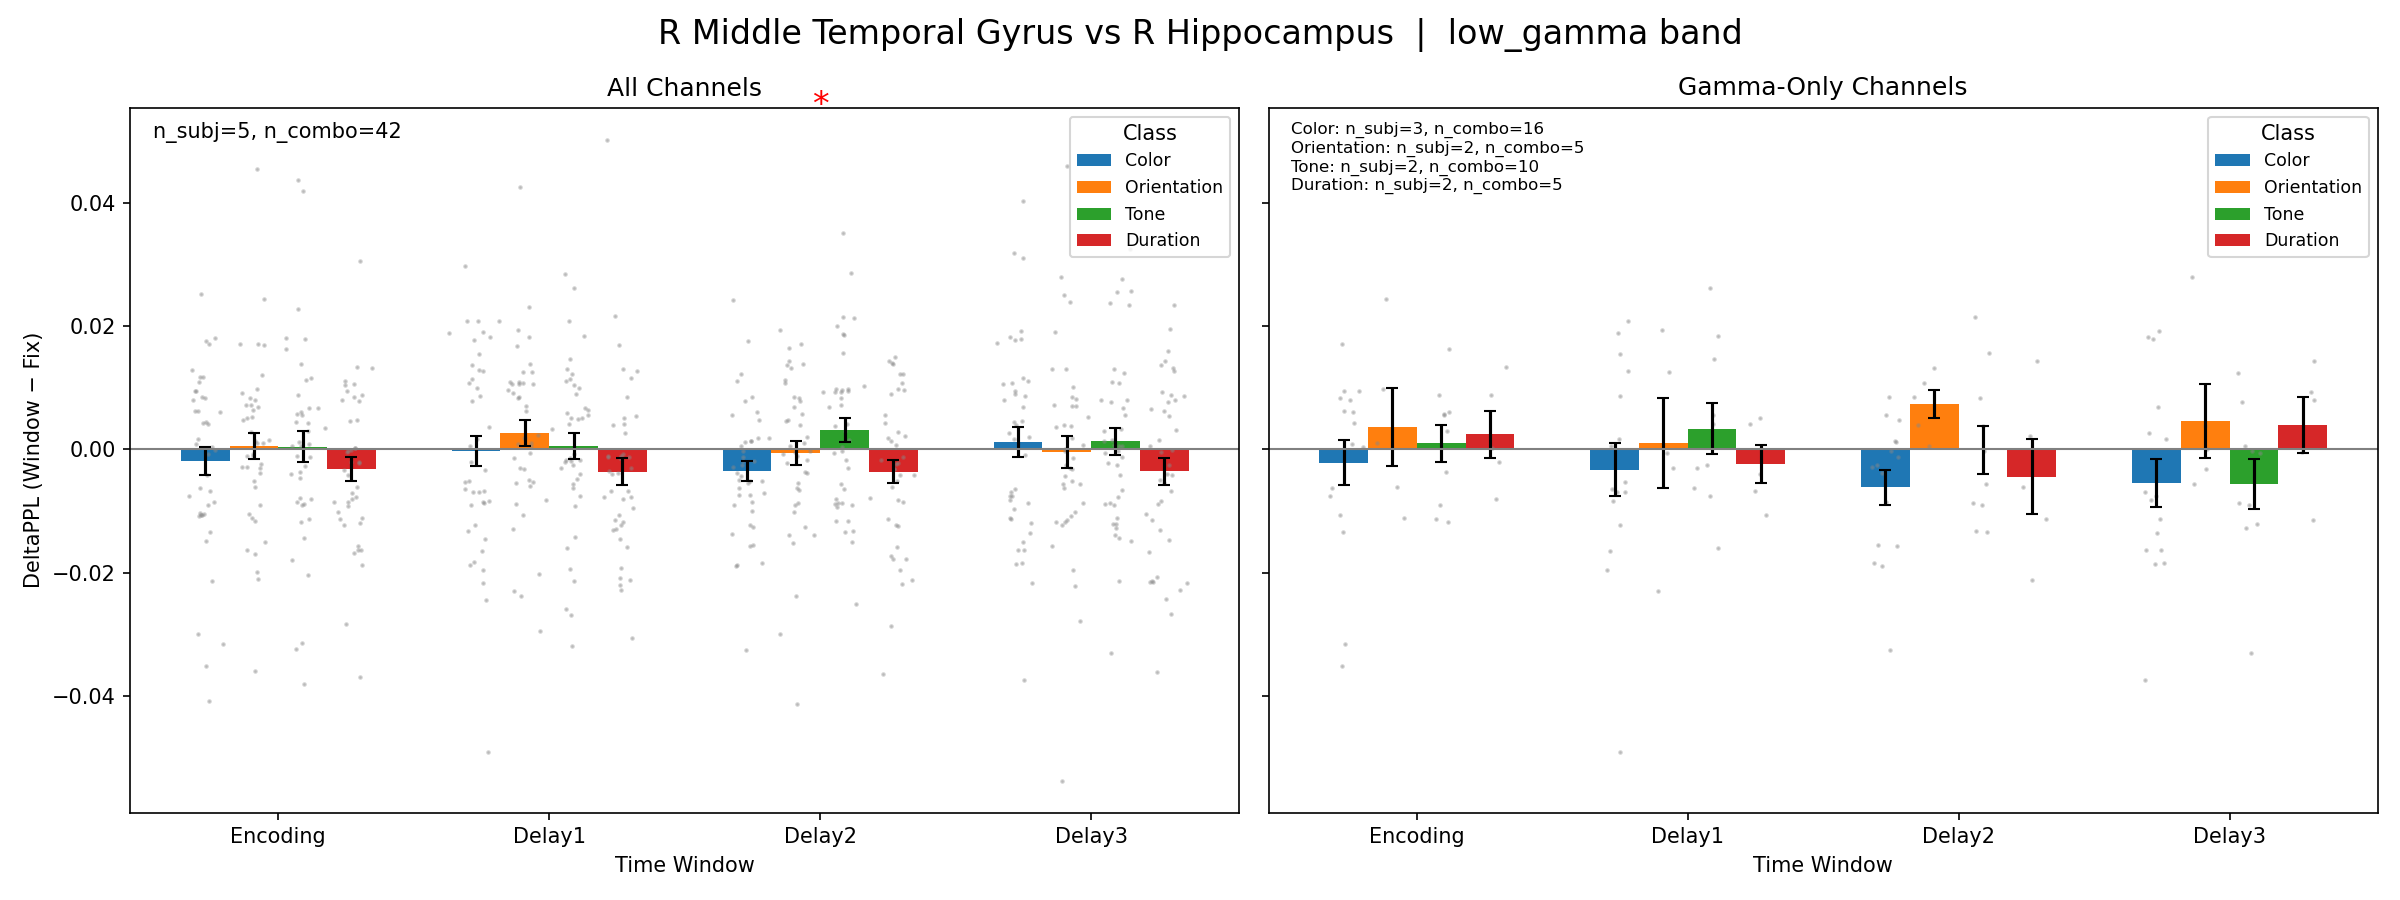 R Middle Temporal Gyrus vs R Hippocampus | low_gamma band
All Channels
*
n_subj=5, n_combo=42
Class
Color
Orientation
Tone
Duration
DeltaPPL (Window − Fix)
0.04
0.02
0.00
−0.02
−0.04
Encoding
Delay1
Delay2
Delay3
Time Window
Gamma-Only Channels
Color: n_subj=3, n_combo=16
Orientation: n_subj=2, n_combo=5
Tone: n_subj=2, n_combo=10
Duration: n_subj=2, n_combo=5
Class
Color
Orientation
Tone
Duration
Encoding
Delay1
Delay2
Delay3
Time Window